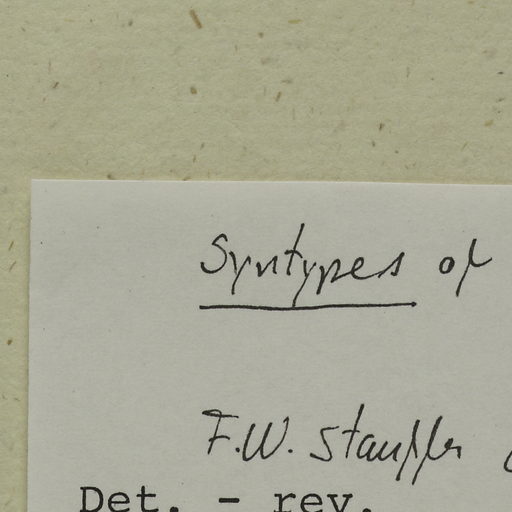 Syntypes of
F.W. Stauffer
Det. - rev.